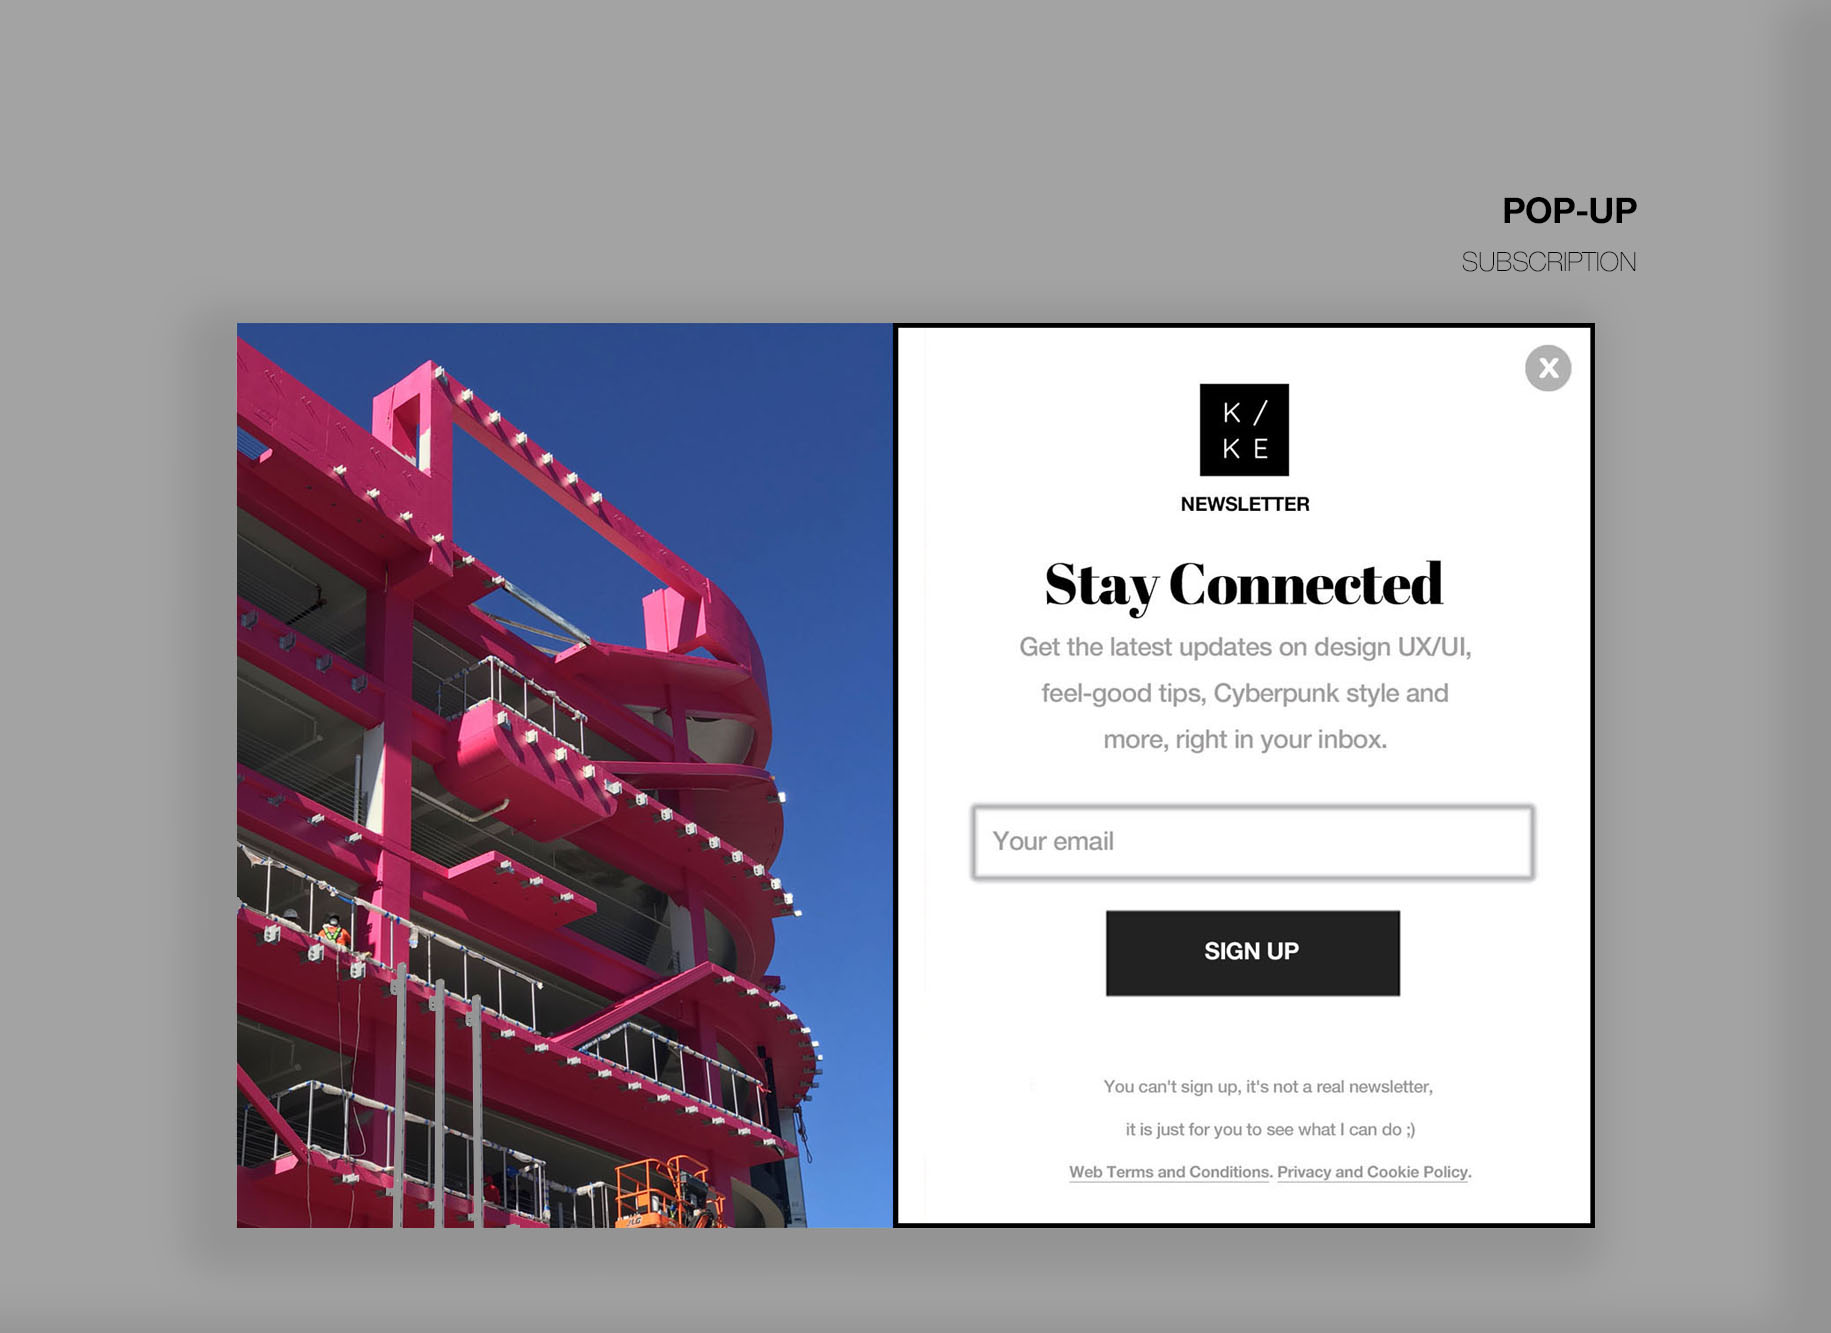 POP-UP
SUBSCRIPTION
X
K /
K E
NEWSLETTER
Stay Connected
Get the latest updates on design UX/UI,
feel-good tips, Cyberpunk style and
more, right in your inbox.
Your email
SIGN UP
You can't sign up, it's not a real newsletter,
it is just for you to see what I can do ;)
Web Terms and Conditions. Privacy and Cookie Policy.
JLG